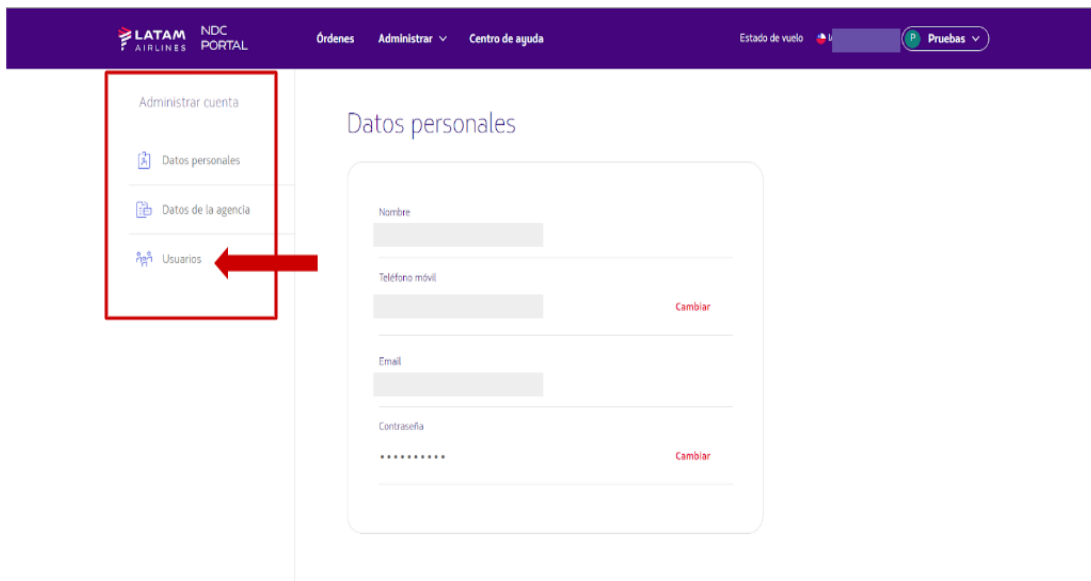 LATAM
AIRLINES
NDC
PORTAL
Órdenes
Administrar
Centro de ayuda
Estado de vuelo
P
Pruebas
Administrar cuenta
Datos personales
Datos de la agencia
Usuarios
Datos personales
Nombre
Teléfono móvil
Cambiar
Email
Contraseña
••••••••••
Cambiar